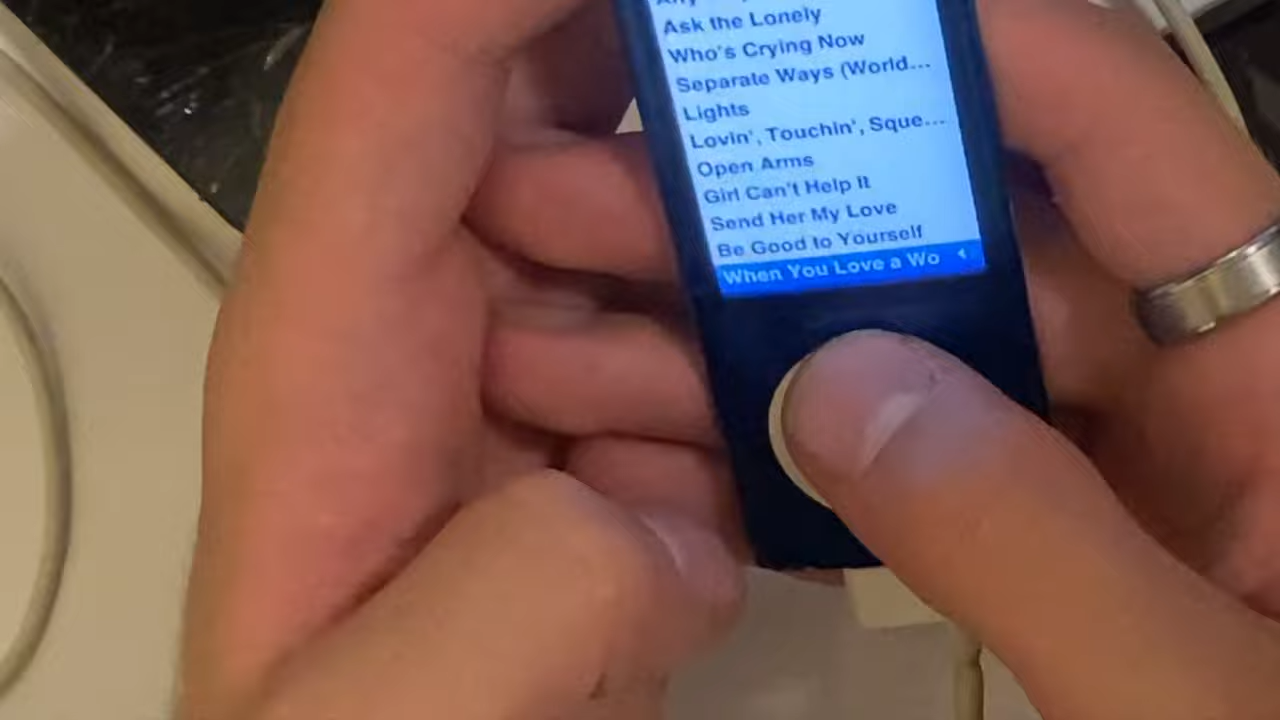 Any
Ask the Lonely
Who's Crying Now
Separate Ways (World...
Lights
Lovin', Touchin', Sque...
Open Arms
Girl Can't Help It
Send Her My Love
Be Good to Yourself
When You Love a Wo